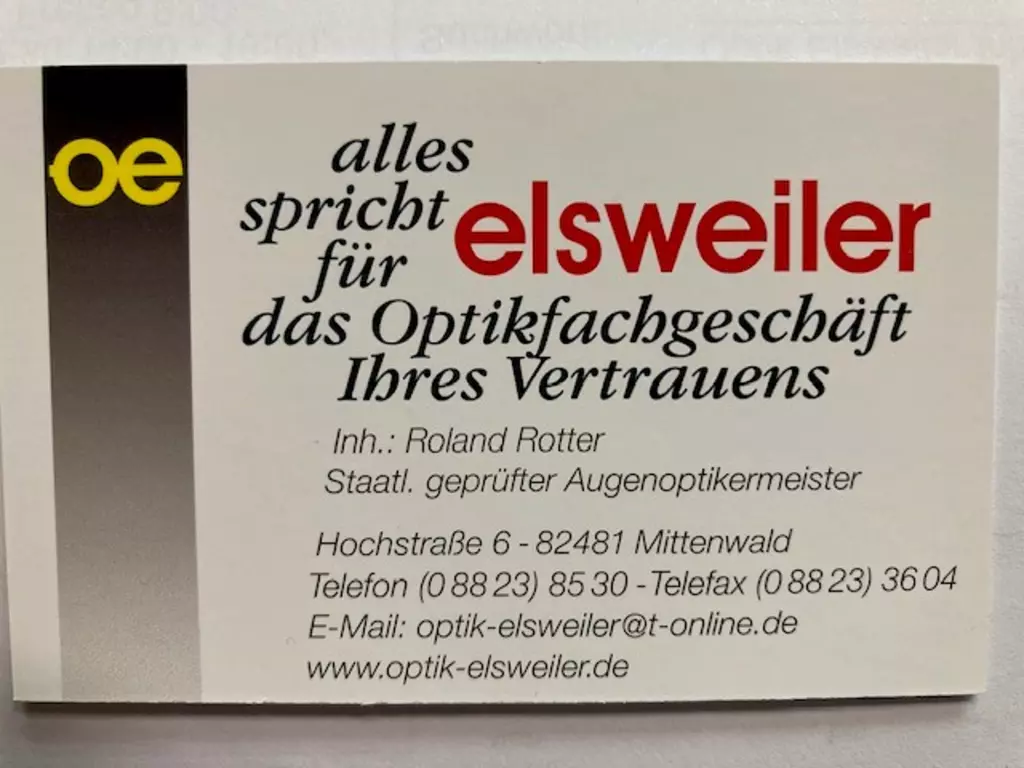 oe
alles
spricht elsweiler
für
das Optikfachgeschäft
Ihres Vertrauens
Inh.: Roland Rotter
Staatl. geprüfter Augenoptikermeister
Hochstraße 6 - 82481 Mittenwald
Telefon (0 88 23) 85 30 - Telefax (0 88 23) 36 04
E-Mail: optik-elsweiler@t-online.de
www.optik-elsweiler.de